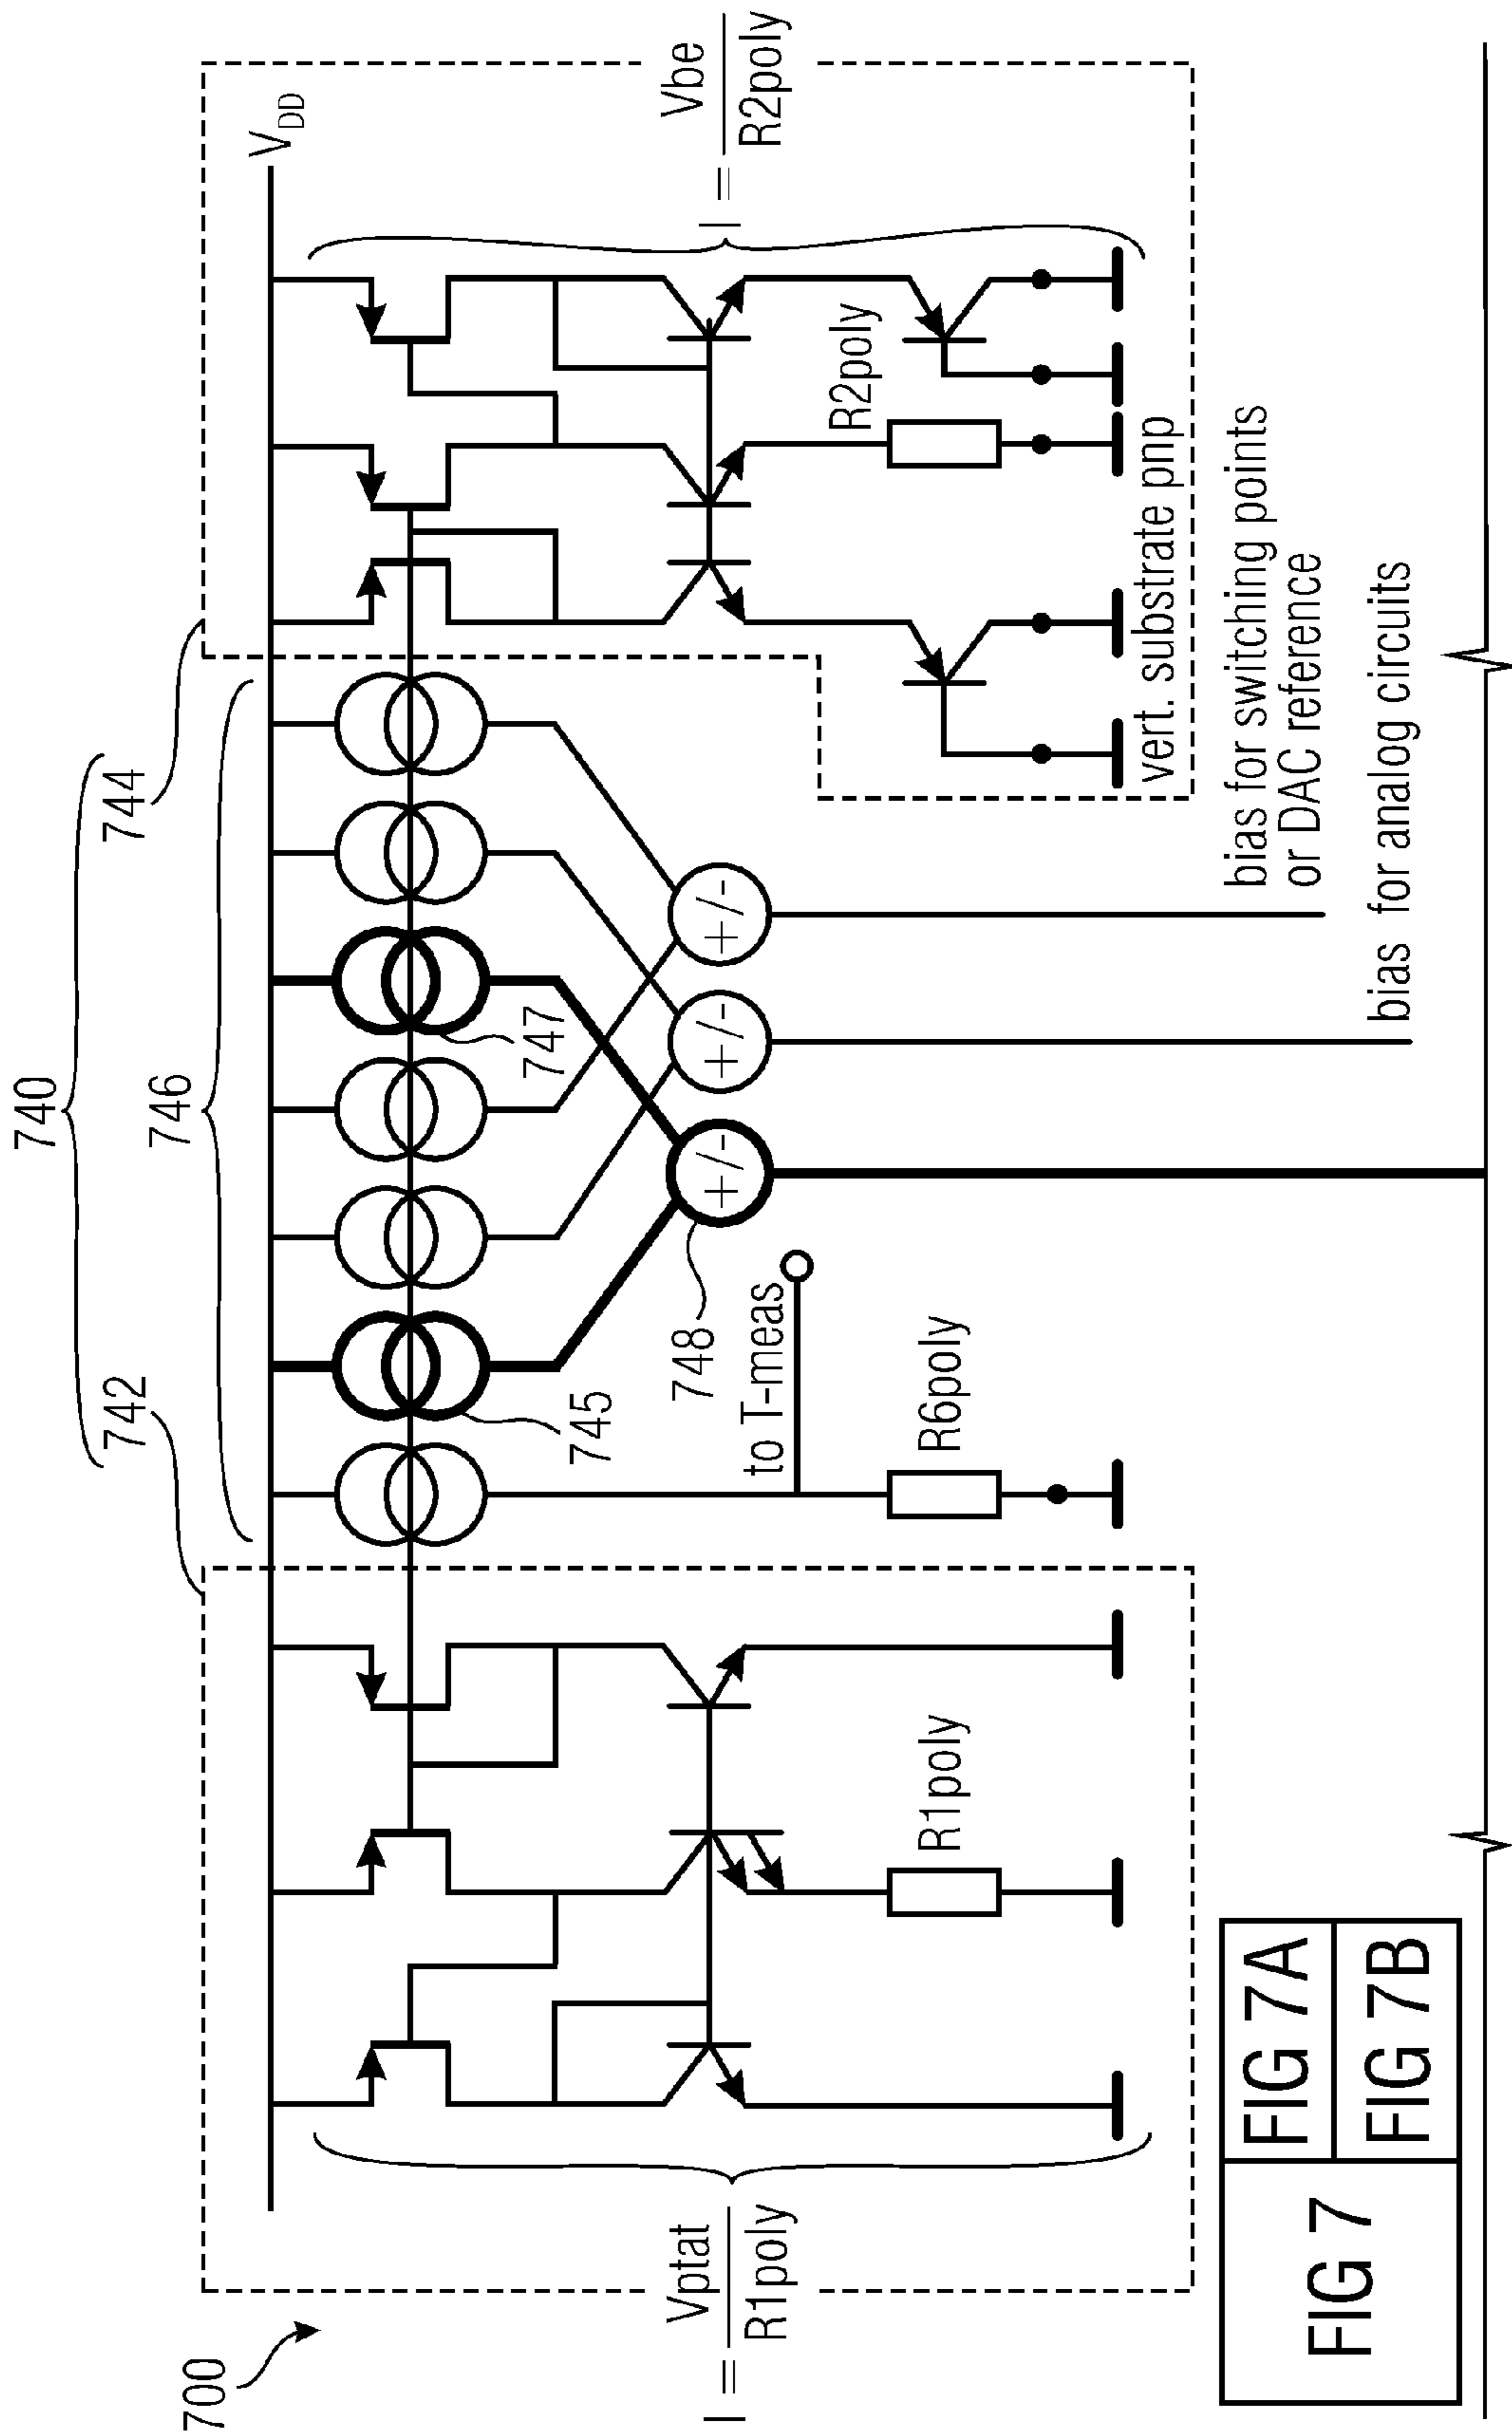 700
740
742
746
744
V_DD
I = Vptat
R1poly
I = Vbe
R2poly
745
747
748
+/-
+/-
+/-
to T-meas
R1poly
R6poly
R2poly
vert. substrate pnp
bias for switching points
or DAC reference
bias for analog circuits
FIG 7
FIG 7A
FIG 7B